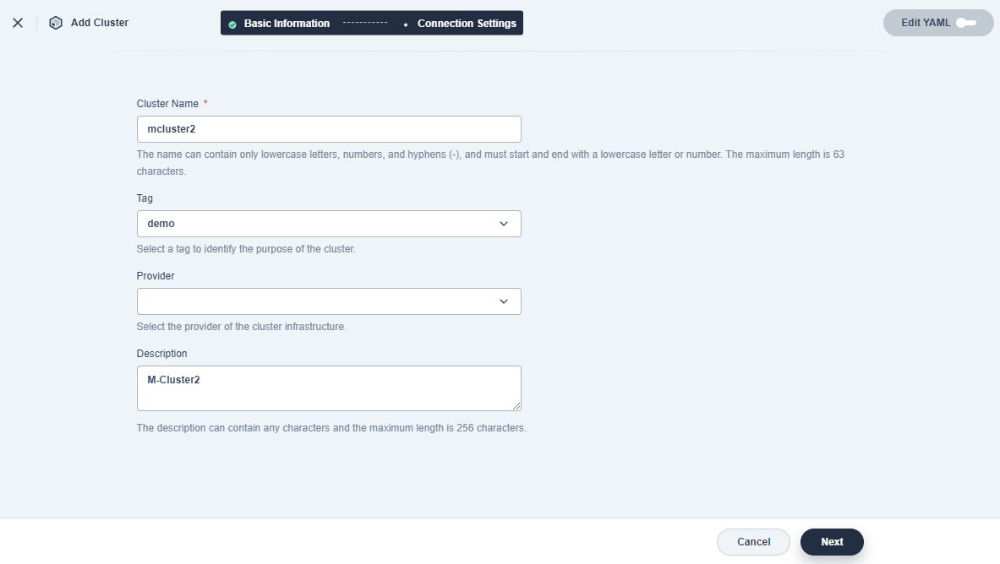 Add Cluster
Basic Information
Connection Settings
Edit YAML
Cluster Name *
mcluster2
The name can contain only lowercase letters, numbers, and hyphens (-), and must start and end with a lowercase letter or number. The maximum length is 63
characters.
Tag
demo
Select a tag to identify the purpose of the cluster.
Provider
Select the provider of the cluster infrastructure.
Description
M-Cluster2
The description can contain any characters and the maximum length is 256 characters.
Cancel
Next